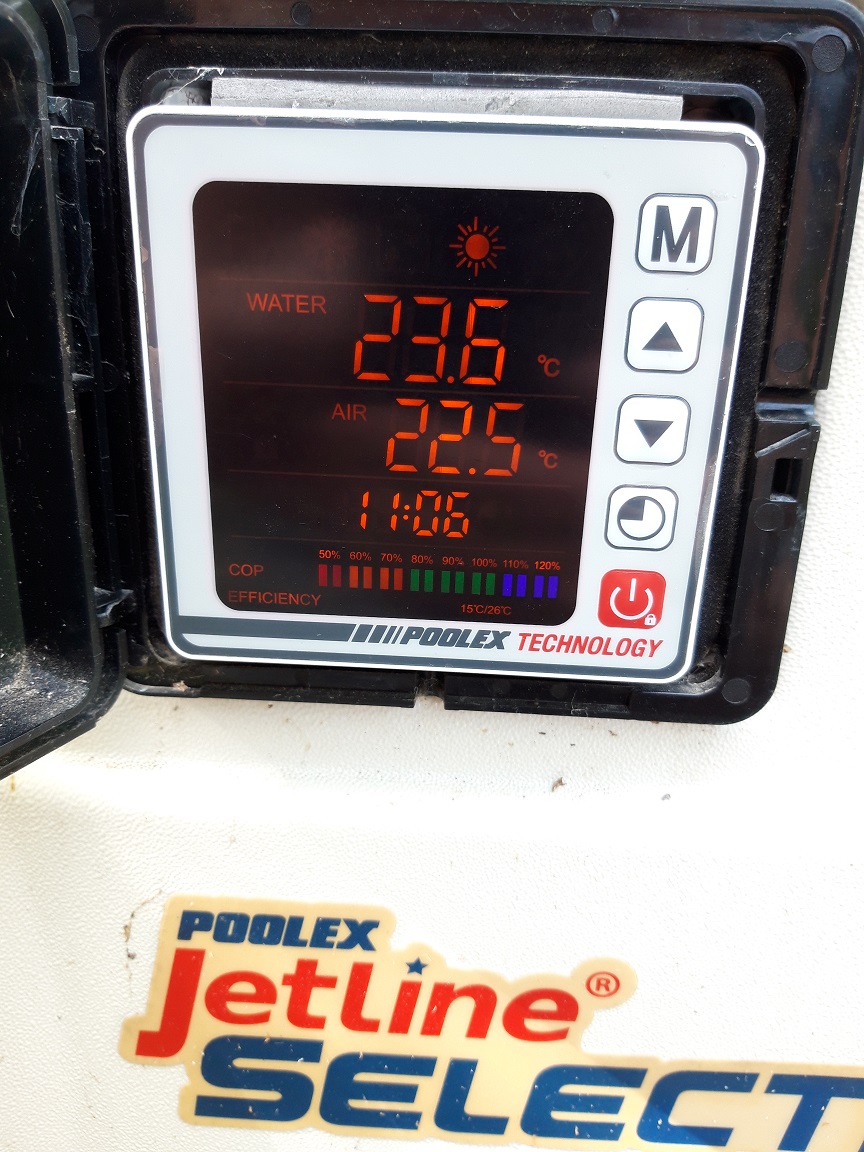 M
WATER 23.6 °C
AIR 22.5 °C
11:06
50% 60% 70% 80% 90% 100% 110% 120%
COP
EFFICIENCY
15℃/26℃
POOLEX TECHNOLOGY
POOLEX
Jetline®
SELECT